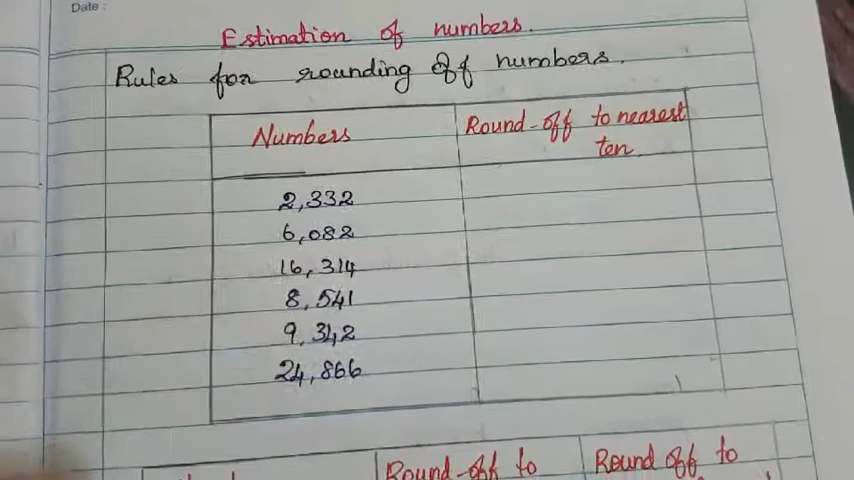 Date :
Estimation of numbers.
Rules for rounding off numbers.
Numbers
Round-off to nearest
ten
2,332
6,082
16,314
8,541
9,342
24,866
Round-off to
Round off to